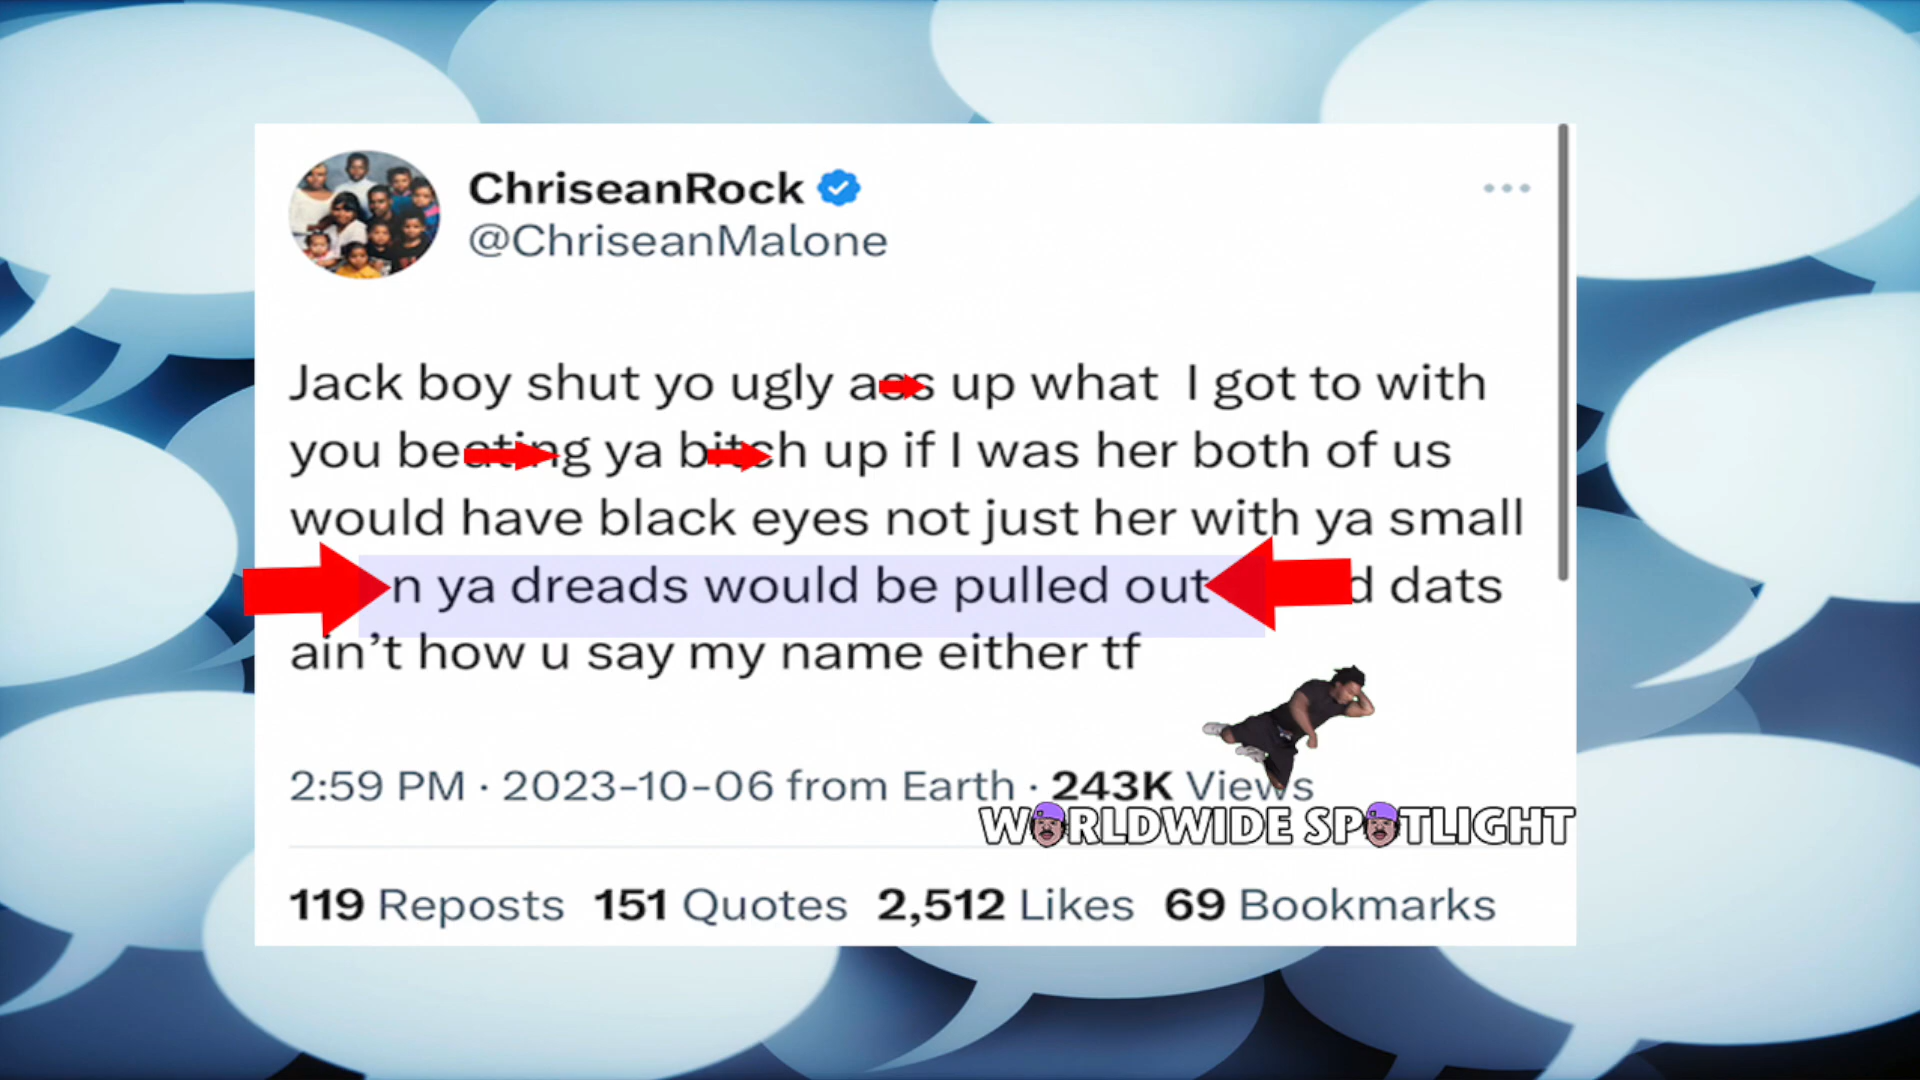 ChriseanRock
@ChriseanMalone
Jack boy shut yo ugly ass up what I got to with
you beating ya bitch up if I was her both of us
would have black eyes not just her with ya small
n ya dreads would be pulled out dats
ain't how u say my name either tf
2:59 PM · 2023-10-06 from Earth · 243K Views
WORLDWIDE SPOTLIGHT
119 Reposts 151 Quotes 2,512 Likes 69 Bookmarks